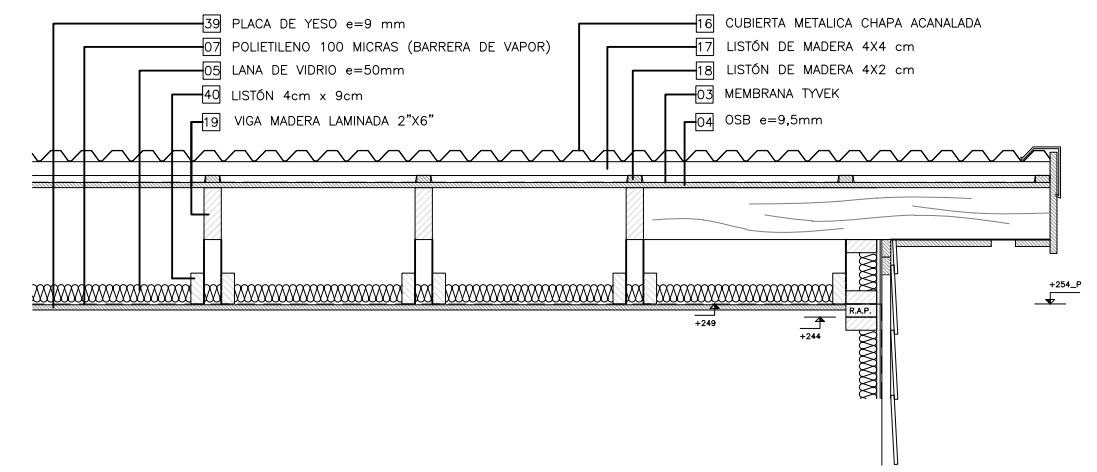 39 PLACA DE YESO e=9 mm
07 POLIETILENO 100 MICRAS (BARRERA DE VAPOR)
05 LANA DE VIDRIO e=50mm
40 LISTÓN 4cm x 9cm
19 VIGA MADERA LAMINADA 2"X6"
16 CUBIERTA METALICA CHAPA ACANALADA
17 LISTÓN DE MADERA 4X4 cm
18 LISTÓN DE MADERA 4X2 cm
03 MEMBRANA TYVEK
04 OSB e=9,5mm
+254_P
R.A.P.
+249
+244